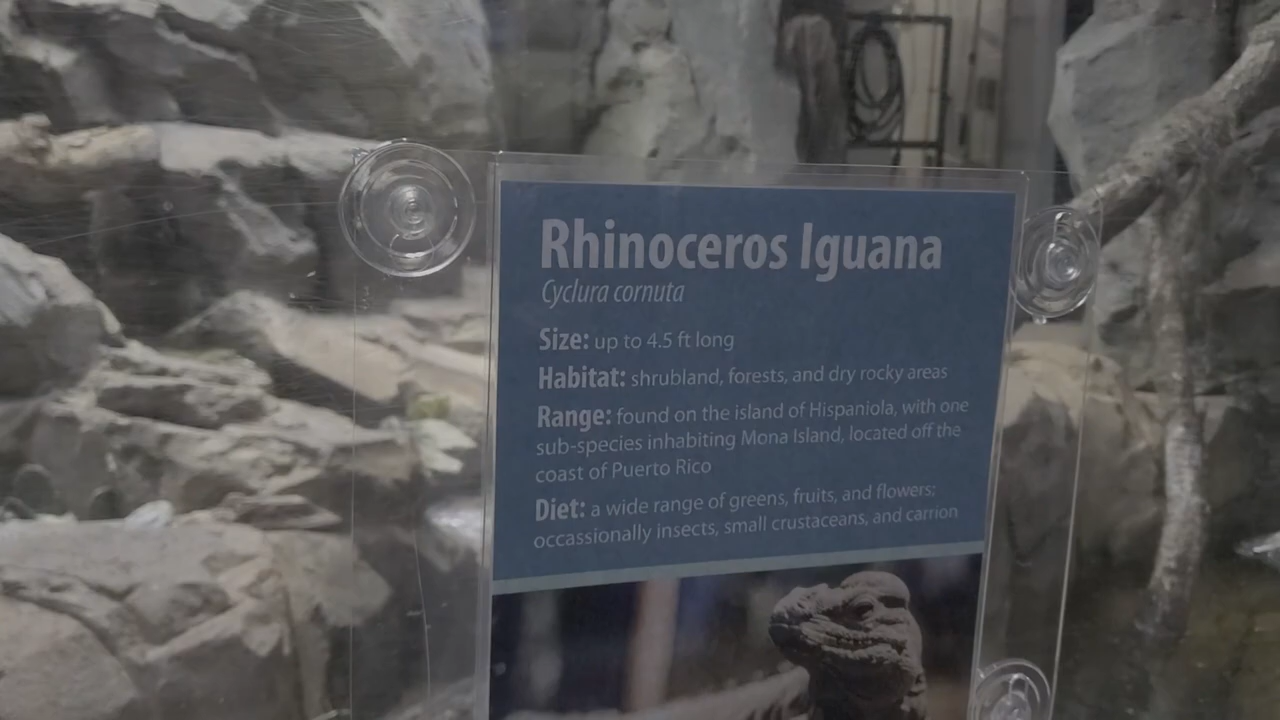 Rhinoceros Iguana
Cyclura cornuta
Size: up to 4.5 ft long
Habitat: shrubland, forests, and dry rocky areas
Range: found on the island of Hispaniola, with one
sub-species inhabiting Mona Island, located off the
coast of Puerto Rico
Diet: a wide range of greens, fruits, and flowers;
occassionally insects, small crustaceans, and carrion